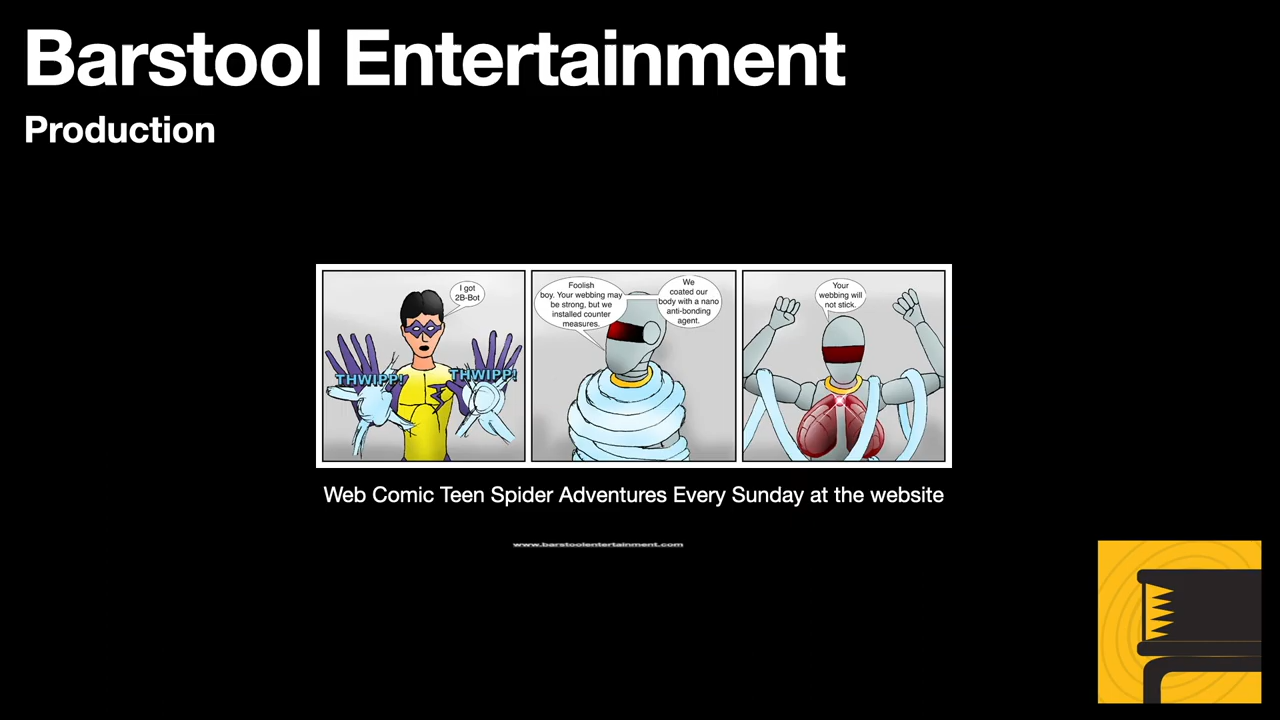 Barstool Entertainment
Production
I got
2B-Bot
THWIPP!
THWIPP!
Foolish
boy. Your webbing may
be strong, but we
installed counter
measures.
We
coated our
body with a nano
anti-bonding
agent.
Your
webbing will
not stick.
Web Comic Teen Spider Adventures Every Sunday at the website
www.barstoolentertainment.com